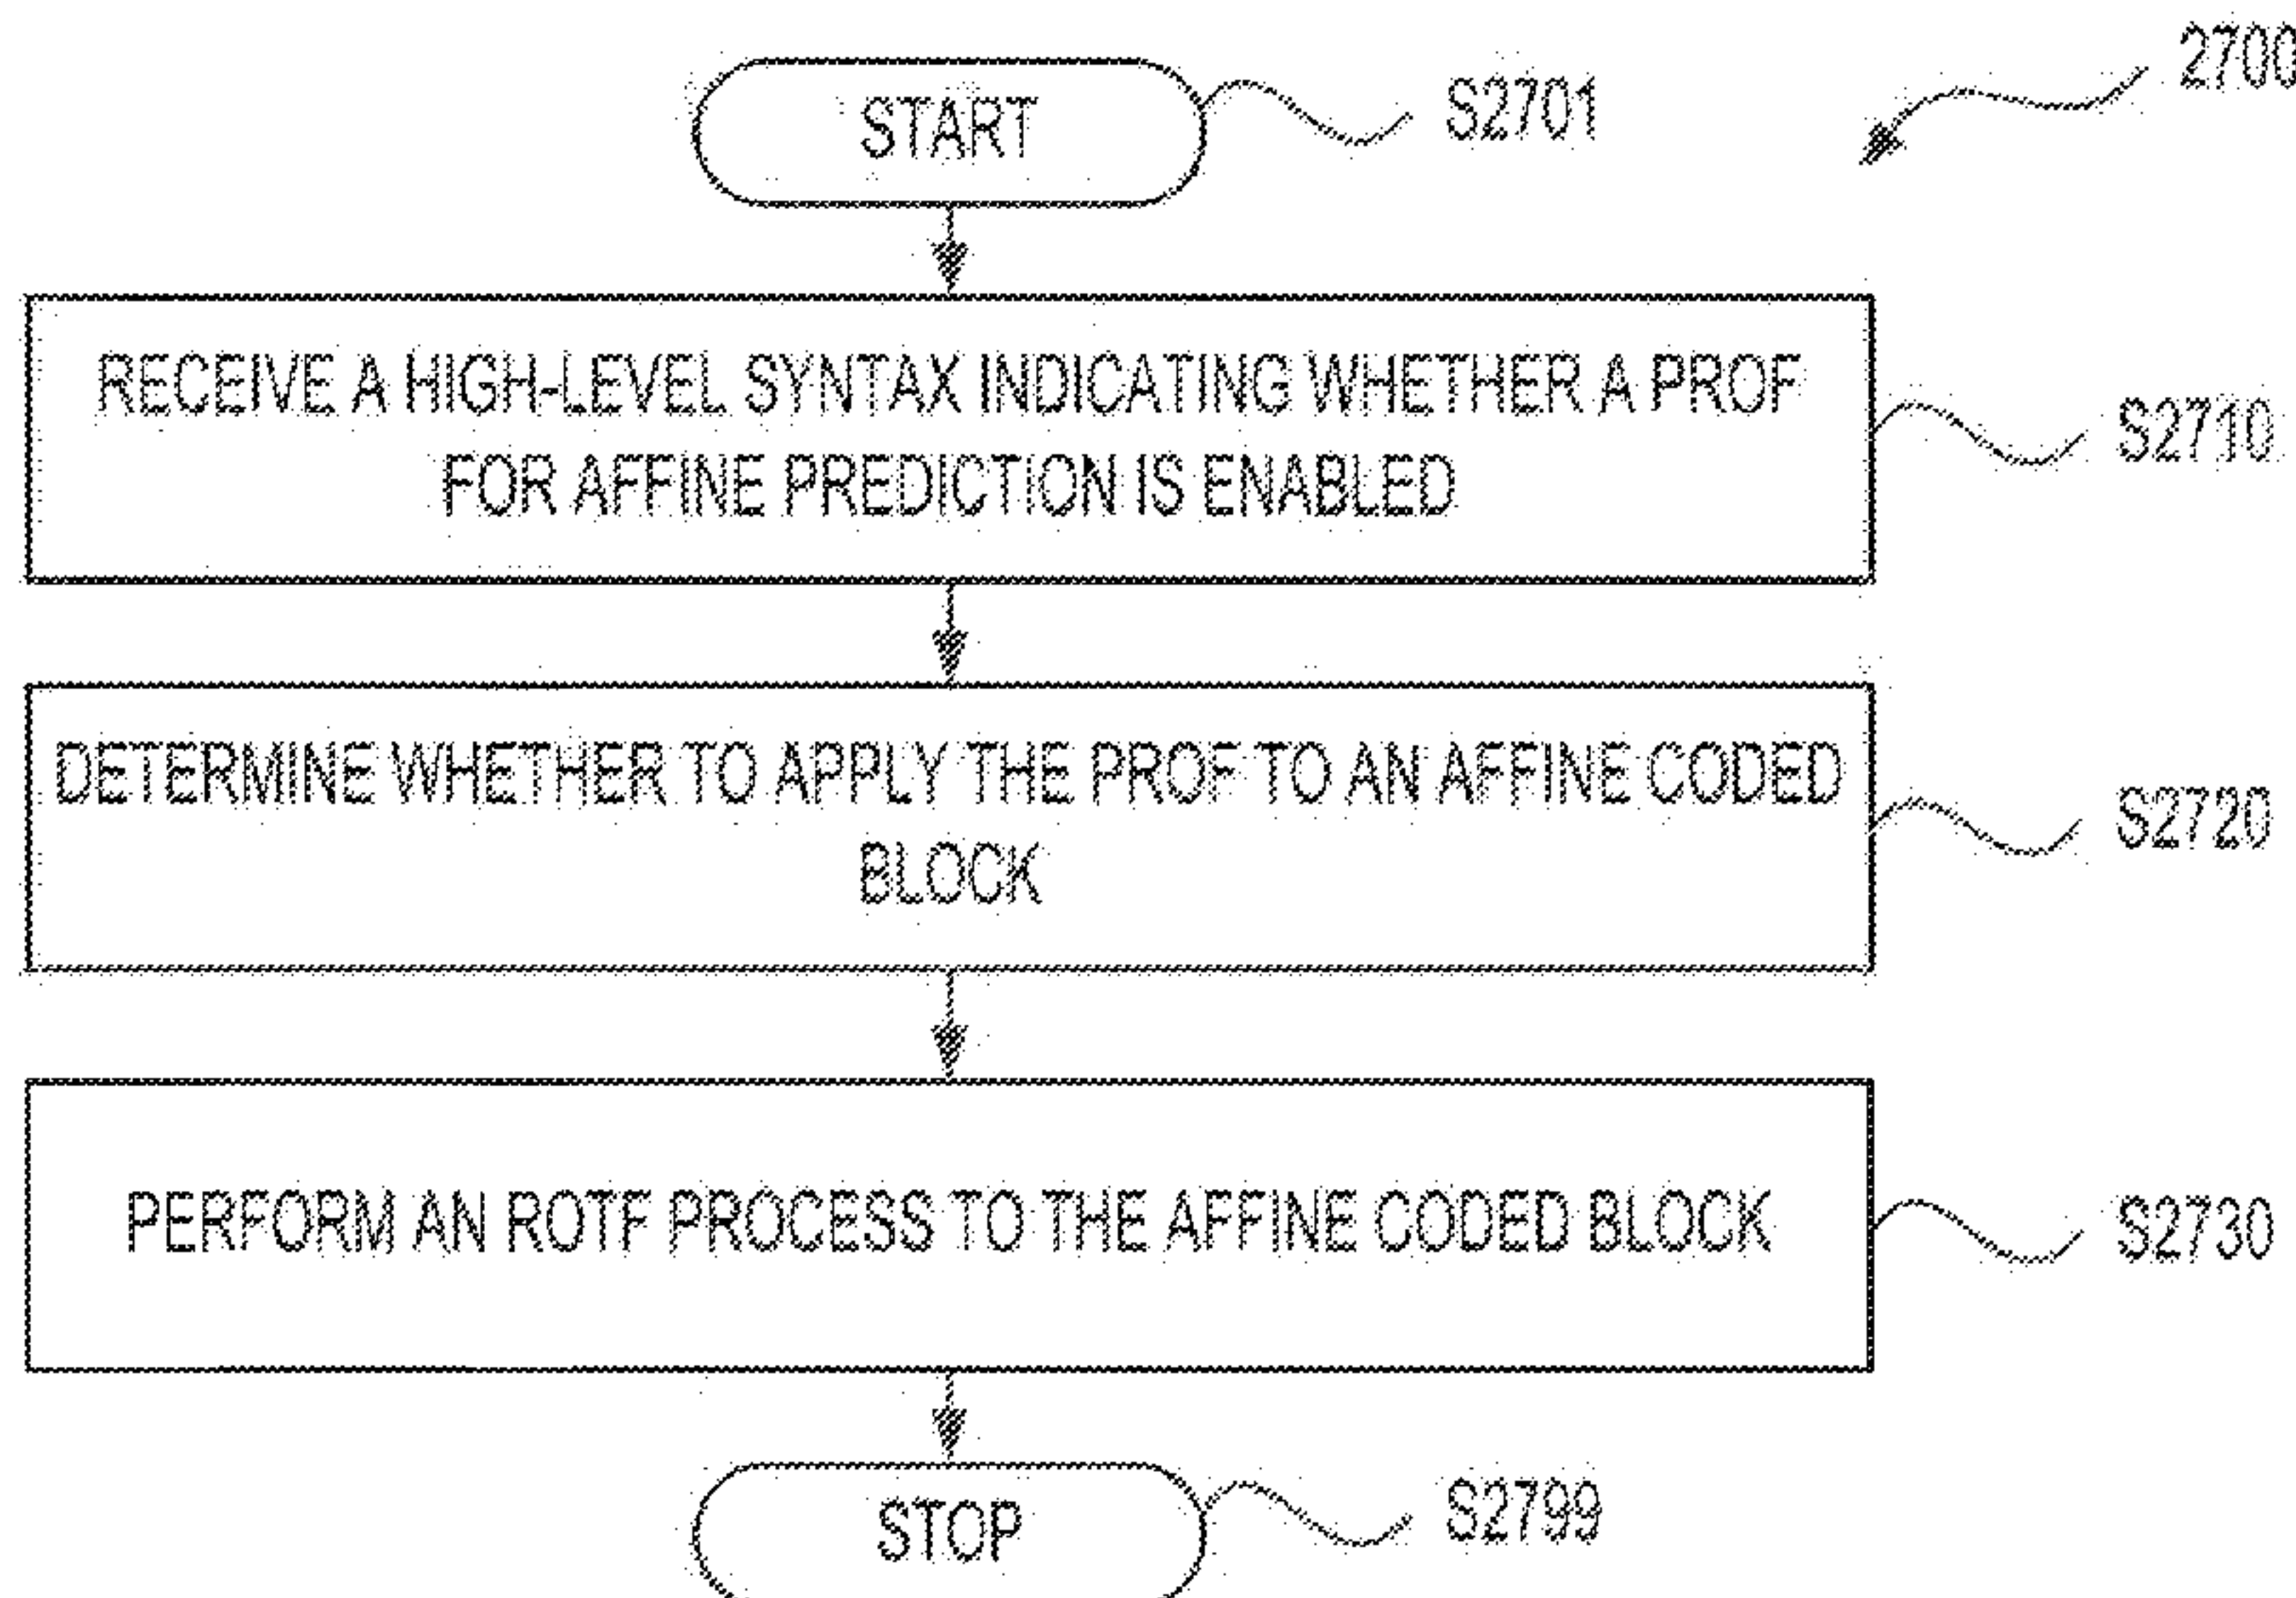 2700
START
S2701
RECEIVE A HIGH-LEVEL SYNTAX INDICATING WHETHER A PROF
FOR AFFINE PREDICTION IS ENABLED
S2710
DETERMINE WHETHER TO APPLY THE PROF TO AN AFFINE CODED
BLOCK
S2720
PERFORM AN ROTF PROCESS TO THE AFFINE CODED BLOCK
S2730
STOP
S2799